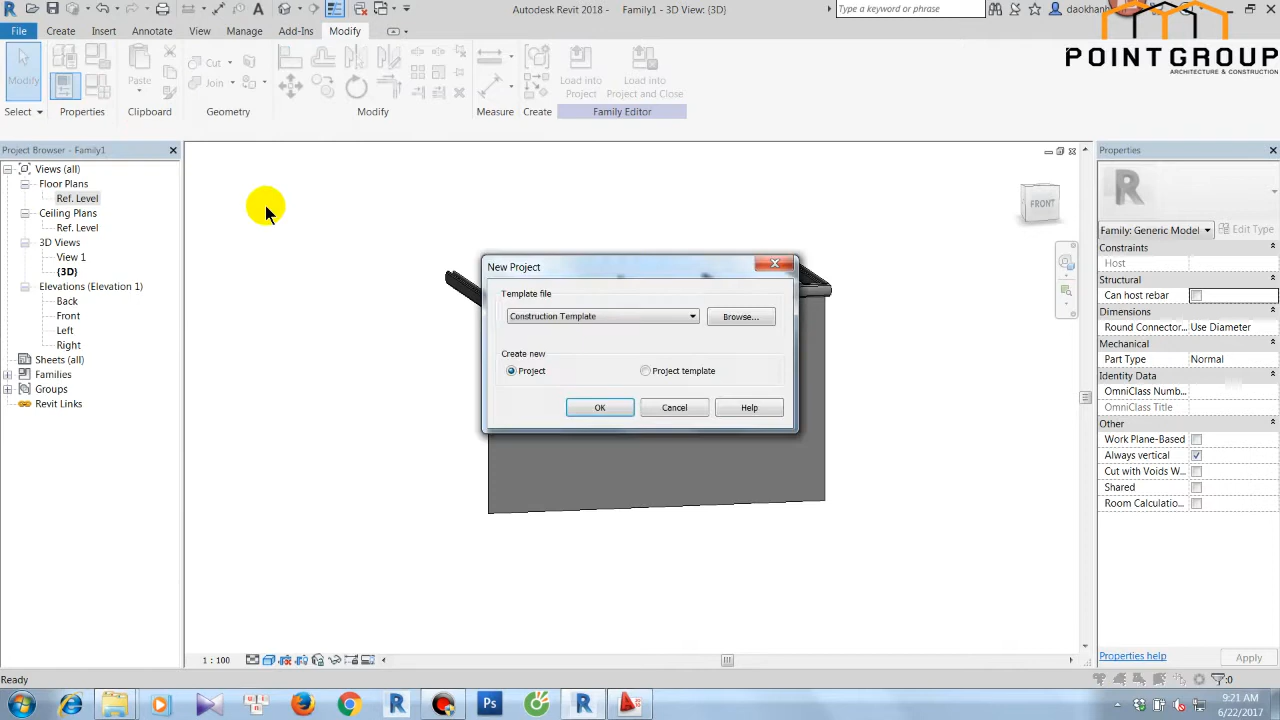 Autodesk Revit 2018 - Family1 - 3D View: {3D}
Type a keyword or phrase
daokhanh
File Create Insert Annotate View Manage Add-Ins Modify
POINTGROUP
ARCHITECTURE & CONSTRUCTION
Modify
Paste
Cut
Join
Load into
Project
Load into
Project and Close
Select Properties Clipboard Geometry Modify Measure Create Family Editor
Project Browser - Family1
Views (all)
Floor Plans
Ref. Level
Ceiling Plans
Ref. Level
3D Views
View 1
{3D}
Elevations (Elevation 1)
Back
Front
Left
Right
Sheets (all)
Families
Groups
Revit Links
FRONT
New Project
Template file
Construction Template
Browse...
Create new
Project
Project template
OK
Cancel
Help
Properties
R
Family: Generic Model
Edit Type
Constraints
Host
Structural
Can host rebar
Dimensions
Round Connector... Use Diameter
Mechanical
Part Type Normal
Identity Data
OmniClass Numb...
OmniClass Title
Other
Work Plane-Based
Always vertical
Cut with Voids W...
Shared
Room Calculatio...
Properties help
Apply
1 : 100
Ready
:0
Ps
9:21 AM
6/22/2017